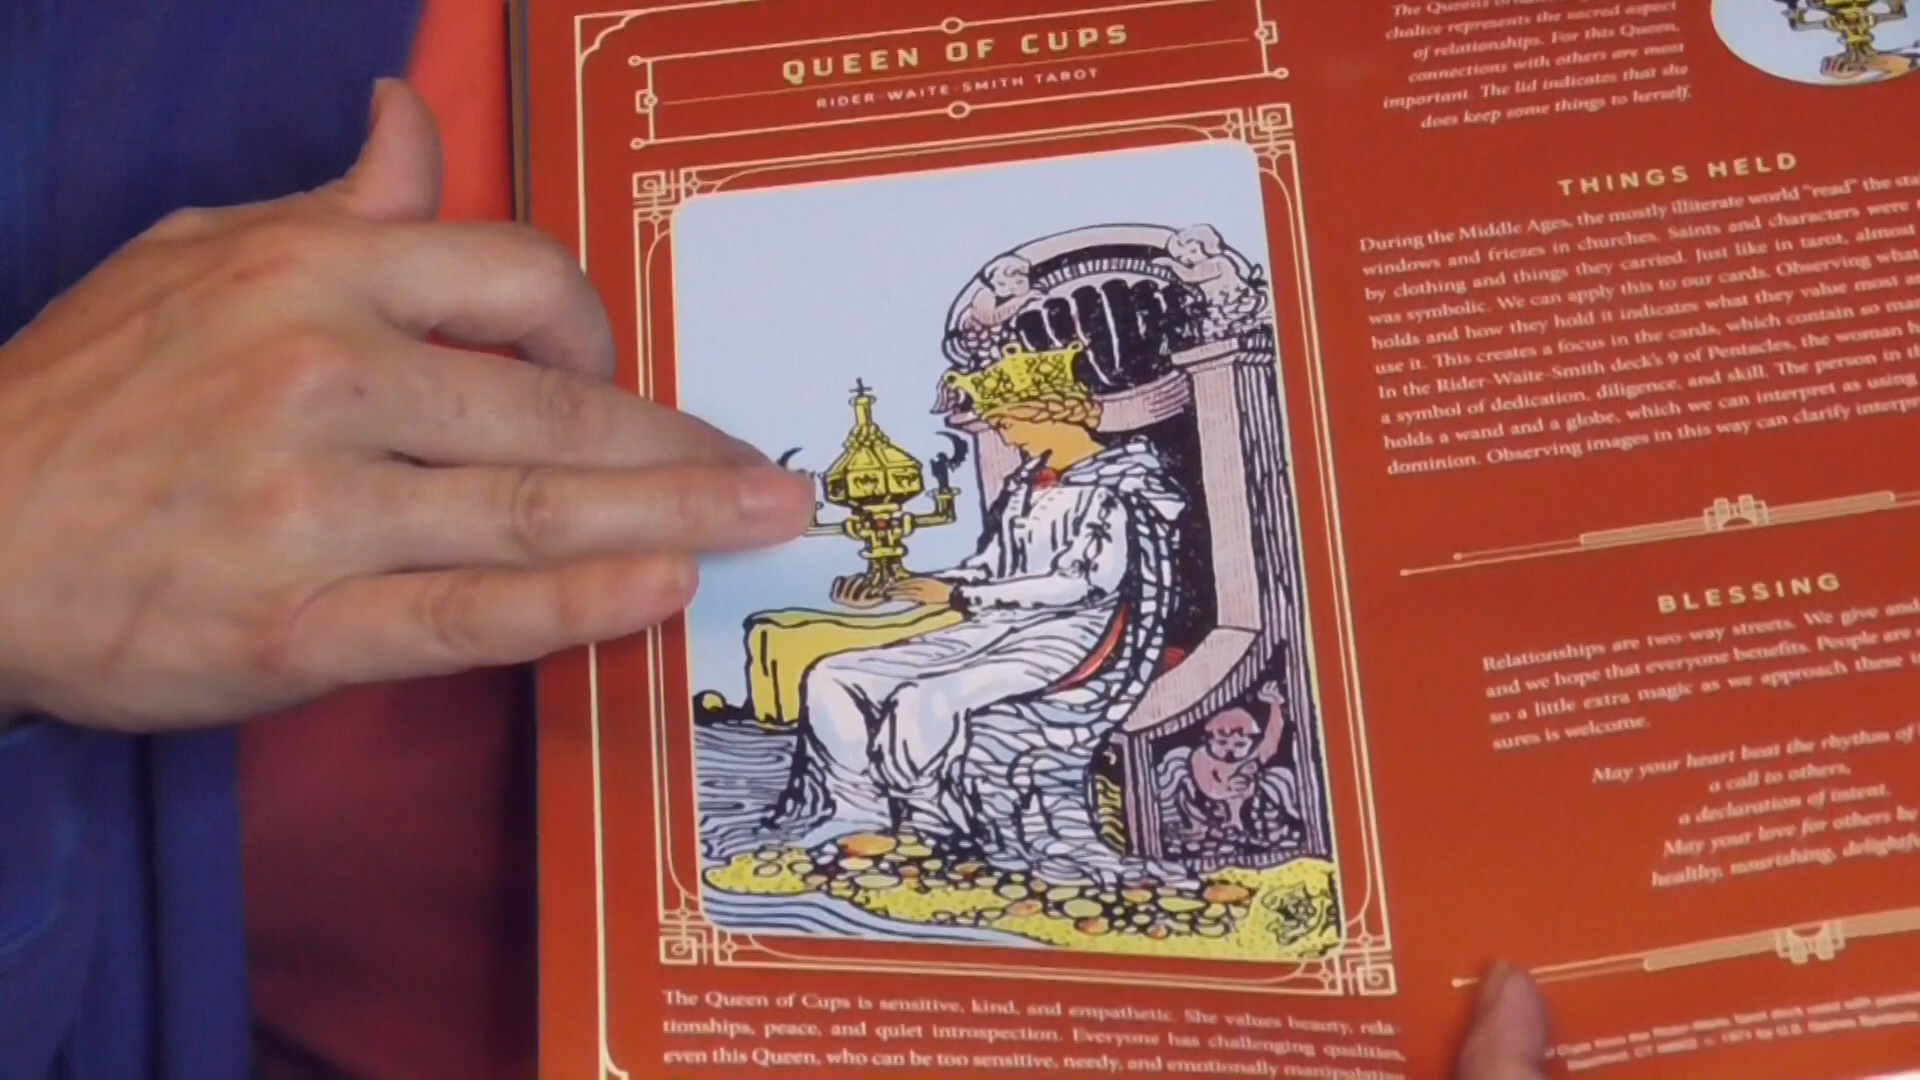 QUEEN OF CUPS
RIDER-WAITE-SMITH TAROT
The Queen of Cups is sensitive, kind, and empathetic. She values beauty, rela-
tionships, peace, and quiet introspection. Everyone has challenging qualities,
even this Queen, who can be too sensitive, needy, and emotionally manipulative
The Queen's
chalice represents the sacred aspect
of relationships. For this Queen,
connections with others are most
important. The lid indicates that she
does keep some things to herself.
THINGS HELD
During the Middle Ages, the mostly illiterate world "read" the
windows and friezes in churches. Saints and characters were
by clothing and things they carried. Just like in tarot, almost
was symbolic. We can apply this to our cards. Observing what
holds and how they hold it indicates what they value most
use it. This creates a focus in the cards, which contain so
In the Rider-Waite-Smith deck's 9 of Pentacles, the woman
a symbol of dedication, diligence, and skill. The person in
holds a wand and a globe, which we can interpret as using
dominion. Observing images in this way can clarify
BLESSING
Relationships are two-way streets. We give and
and we hope that everyone benefits. People are
so a little extra magic as we approach these
sures is welcome.
May your heart beat the rhythm of
a call to others,
a declaration of intent.
May your love for others be
healthy, nourishing,